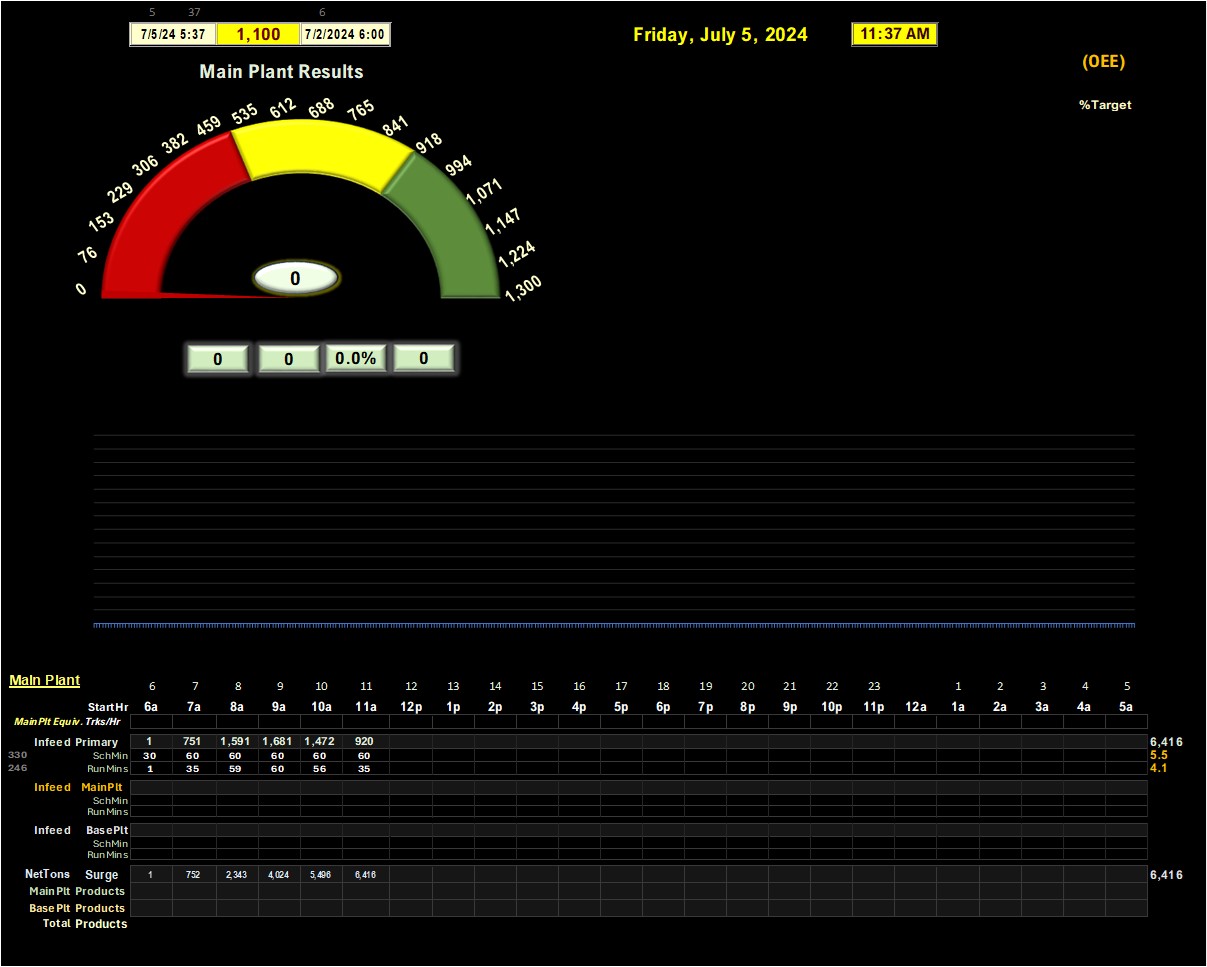 5 37 6
7/5/24 5:37 1,100 7/2/2024 6:00 Friday, July 5, 2024 11:37 AM
(OEE)
Main Plant Results
%Target
0 76 153 229 306 382 459 535 612 688 765 841 918 994 1,071 1,147 1,224 1,300
0
0 0 0.0% 0
Main Plant
6 7 8 9 10 11 12 13 14 15 16 17 18 19 20 21 22 23 1 2 3 4 5
StartHr 6a 7a 8a 9a 10a 11a 12p 1p 2p 3p 4p 5p 6p 7p 8p 9p 10p 11p 12a 1a 2a 3a 4a 5a
MainPlt Equiv. Trks/Hr
Infeed Primary 1 751 1,591 1,681 1,472 920 6,416
330 SchMin 30 60 60 60 60 60 5.5
246 RunMins 1 35 59 60 56 35 4.1
Infeed MainPlt
SchMin
RunMins
Infeed BasePlt
SchMin
RunMins
NetTons Surge 1 752 2,343 4,024 5,496 6,416 6,416
MainPlt Products
BasePlt Products
Total Products